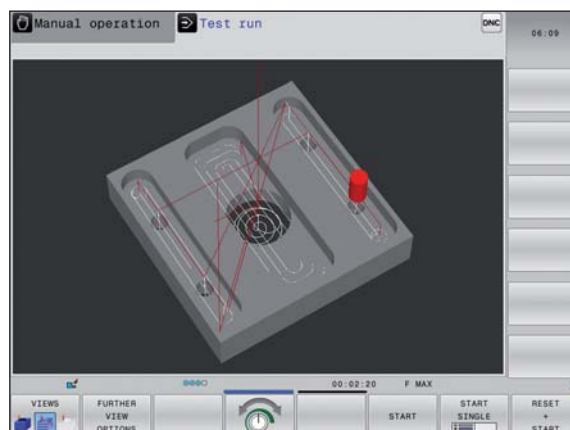 Manual operation
Test run
DNC
06:09
00:02:20 F MAX
VIEWS
FURTHER
VIEW
OPTIONS
START
START
SINGLE
RESET
+
START